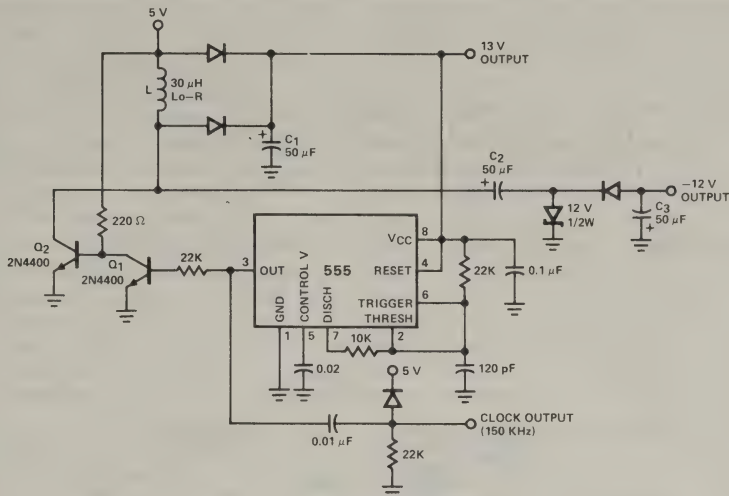 5 V
13 V
OUTPUT
L
30 μH
Lo–R
+
C1
50 μF
C2
50 μF
+
–12 V
OUTPUT
12 V
1/2W
C3
50 μF
+
220 Ω
Q2
2N4400
Q1
2N4400
22K
3
OUT
GND
CONTROL V
DISCH
555
VCC
8
RESET
4
TRIGGER
6
THRESH
1
5
7
2
22K
0.1 μF
10K
0.02
120 pF
5 V
0.01 μF
CLOCK OUTPUT
(150 KHz)
22K